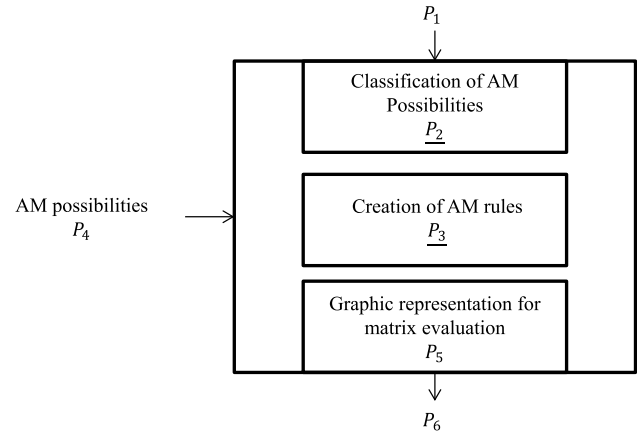 P₁
Classification of AM
Possibilities
P₂
AM possibilities
P₄
Creation of AM rules
P₃
Graphic representation for
matrix evaluation
P₅
P₆